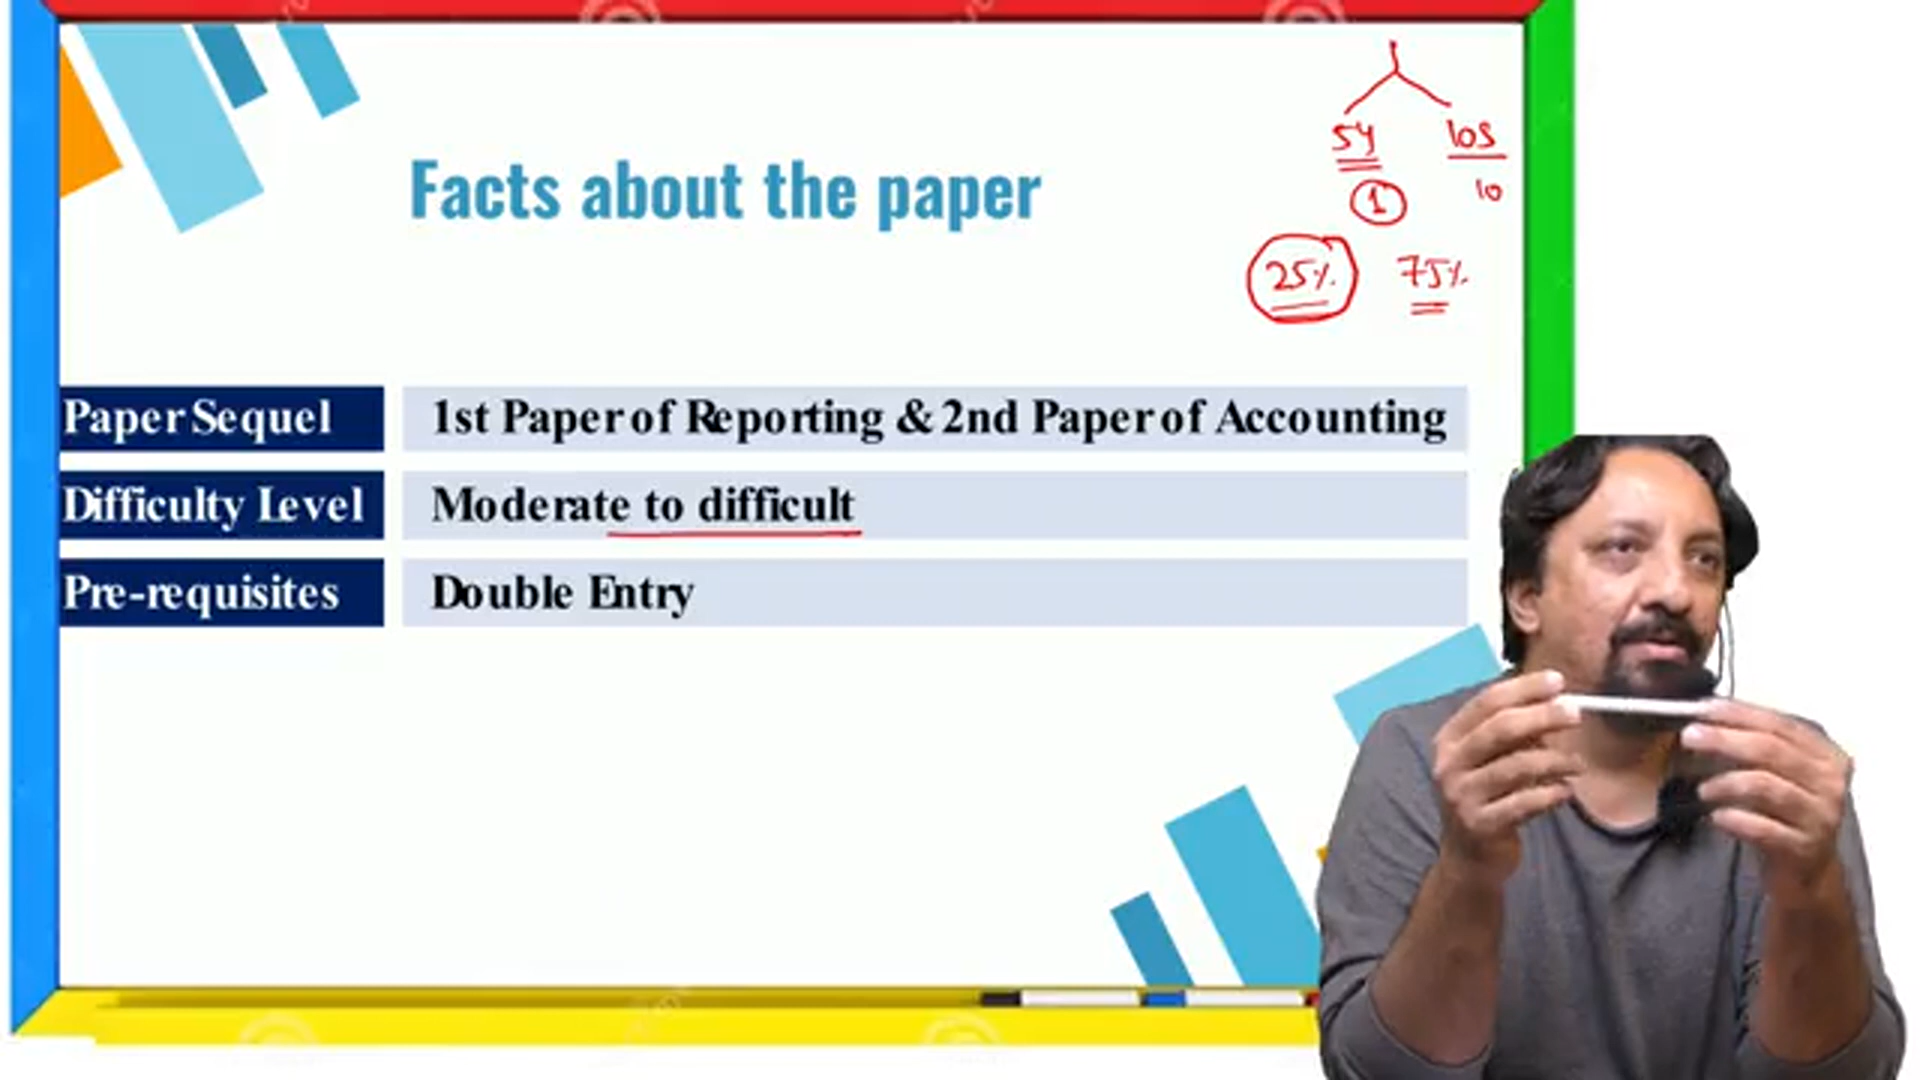 54 105
1 10
Facts about the paper
25% 75%
Paper Sequel 1st Paper of Reporting & 2nd Paper of Accounting
Difficulty Level Moderate to difficult
Pre-requisites Double Entry